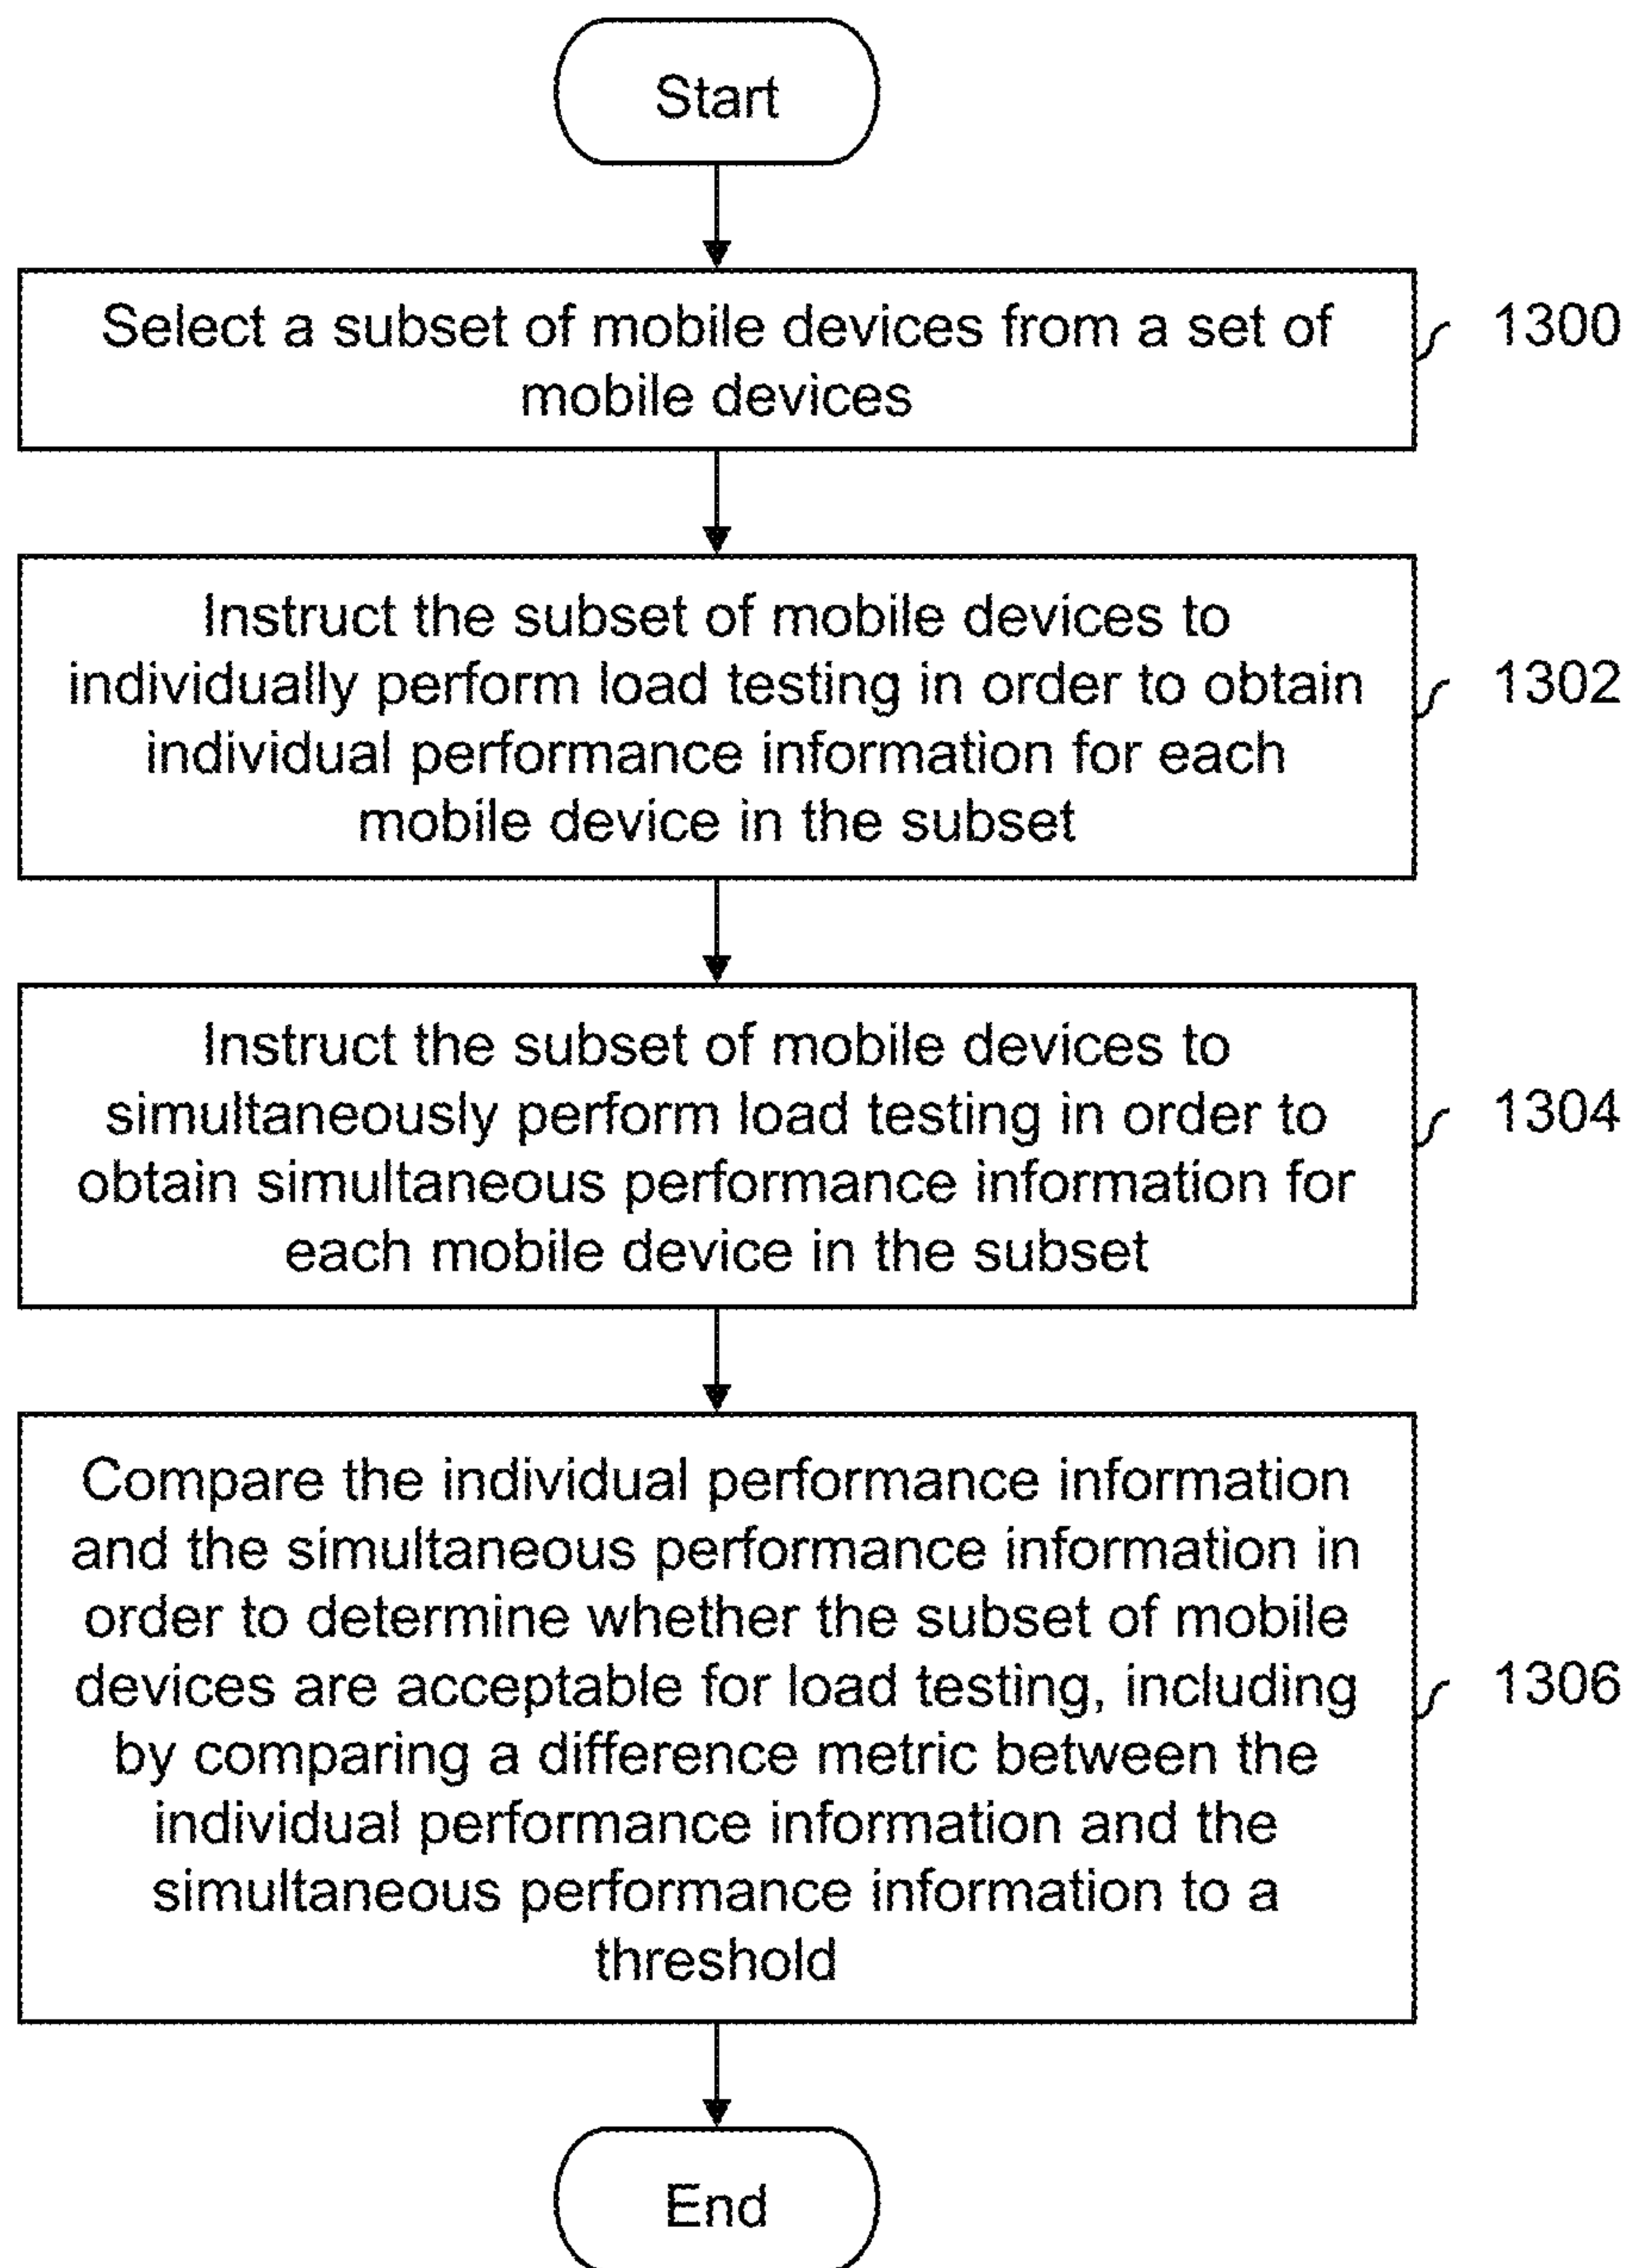 Start
Select a subset of mobile devices from a set of
mobile devices
1300
Instruct the subset of mobile devices to
individually perform load testing in order to obtain
individual performance information for each
mobile device in the subset
1302
Instruct the subset of mobile devices to
simultaneously perform load testing in order to
obtain simultaneous performance information for
each mobile device in the subset
1304
Compare the individual performance information
and the simultaneous performance information in
order to determine whether the subset of mobile
devices are acceptable for load testing, including
by comparing a difference metric between the
individual performance information and the
simultaneous performance information to a
threshold
1306
End